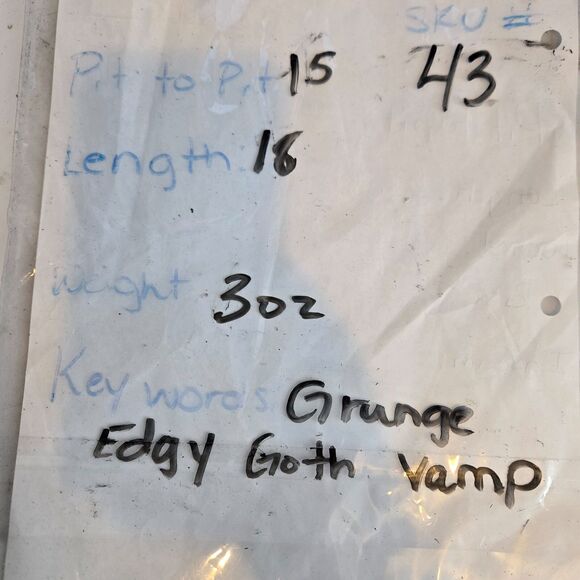 SKU #
Pit to Pit 15 43
Length: 18
weight 3oz
Key words Grunge
Edgy Goth Vamp